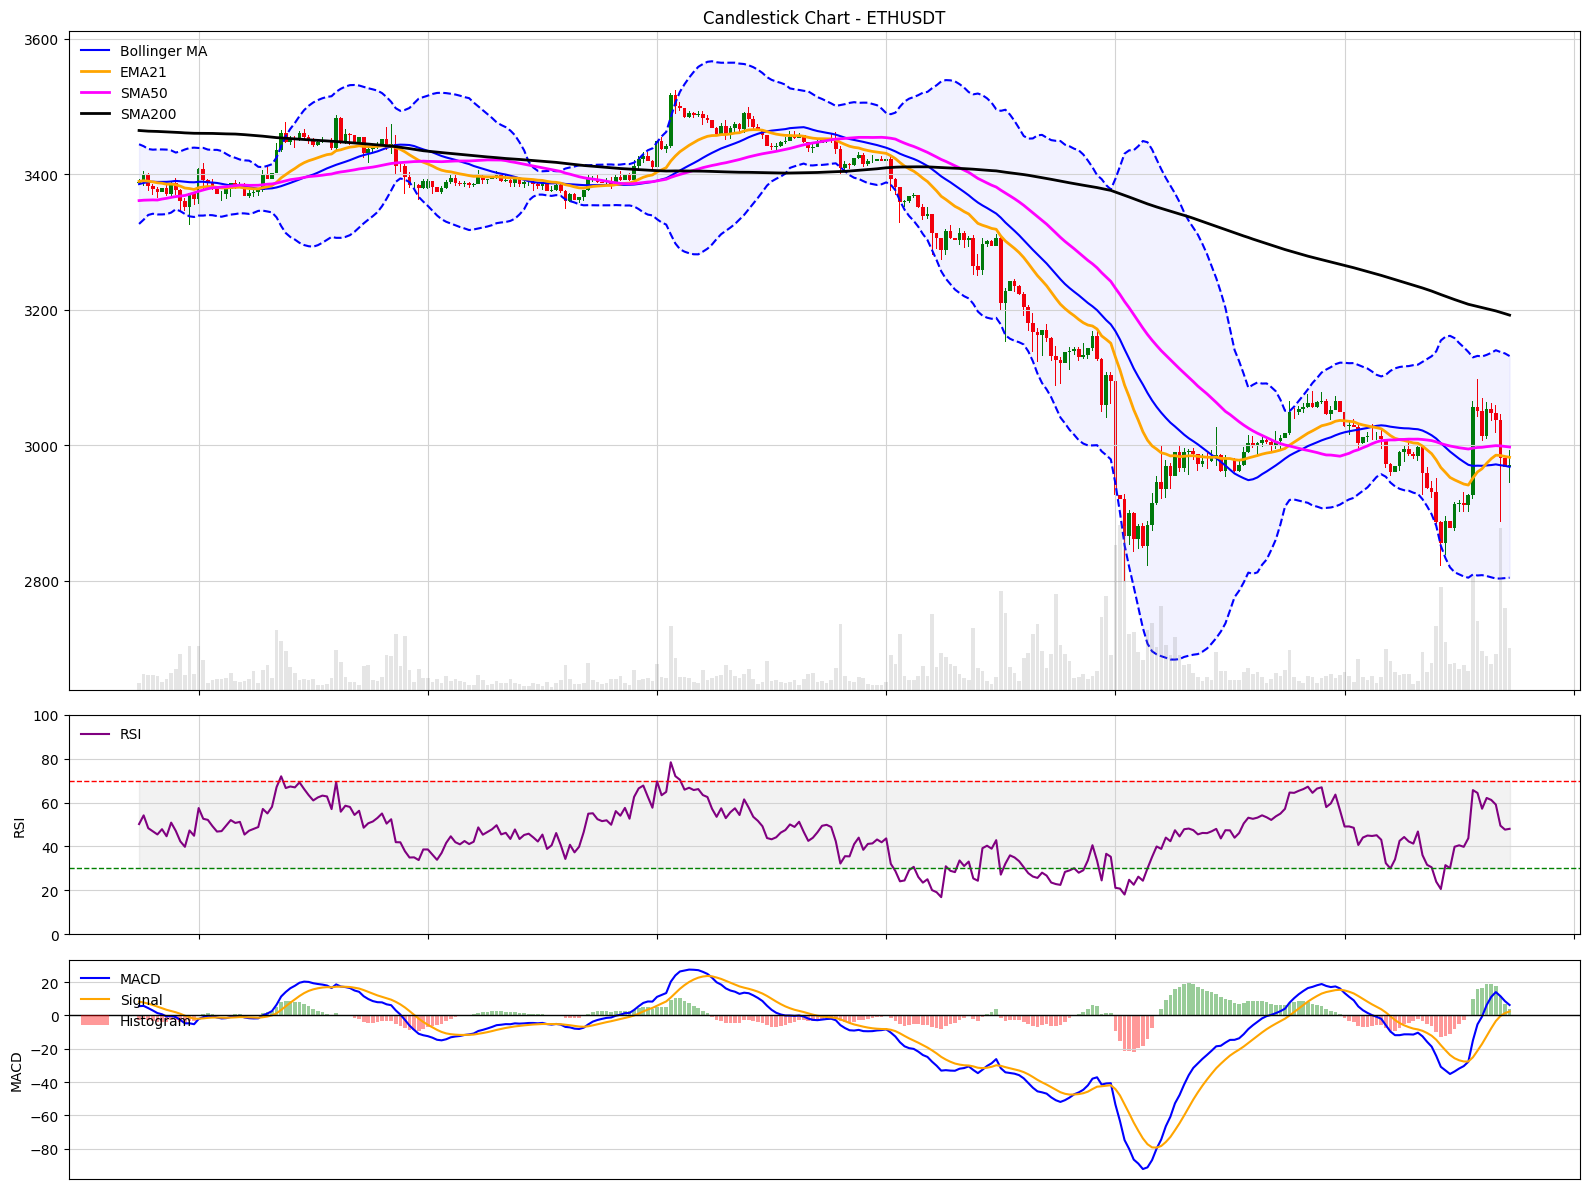 Candlestick Chart - ETHUSDT
3600
3400
3200
3000
2800
Bollinger MA
EMA21
SMA50
SMA200
100
80
60
40
20
0
RSI
RSI
20
0
−20
−40
−60
−80
MACD
MACD
Signal
Histogram